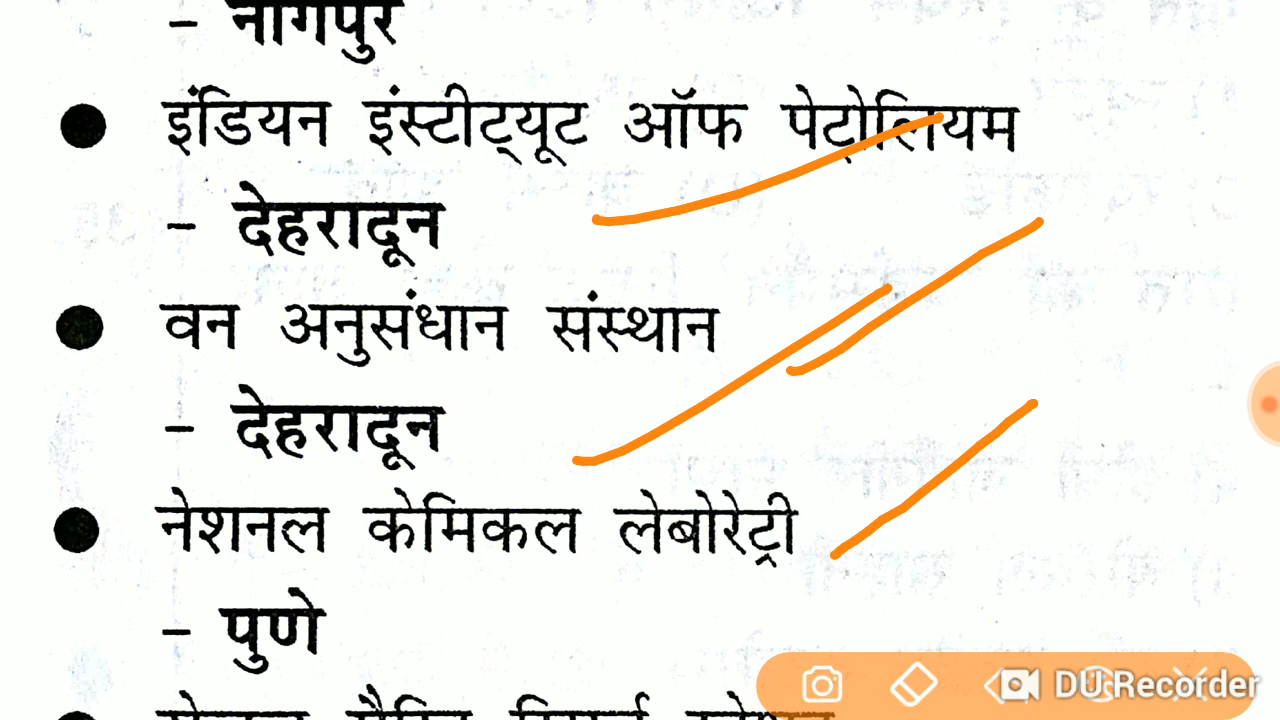 – नागपुर
● इंडियन इंस्टीट्यूट ऑफ पेट्रोलियम
– देहरादून
● वन अनुसंधान संस्थान
– देहरादून
● नेशनल केमिकल लेबोरेट्री
– पुणे
DU Recorder